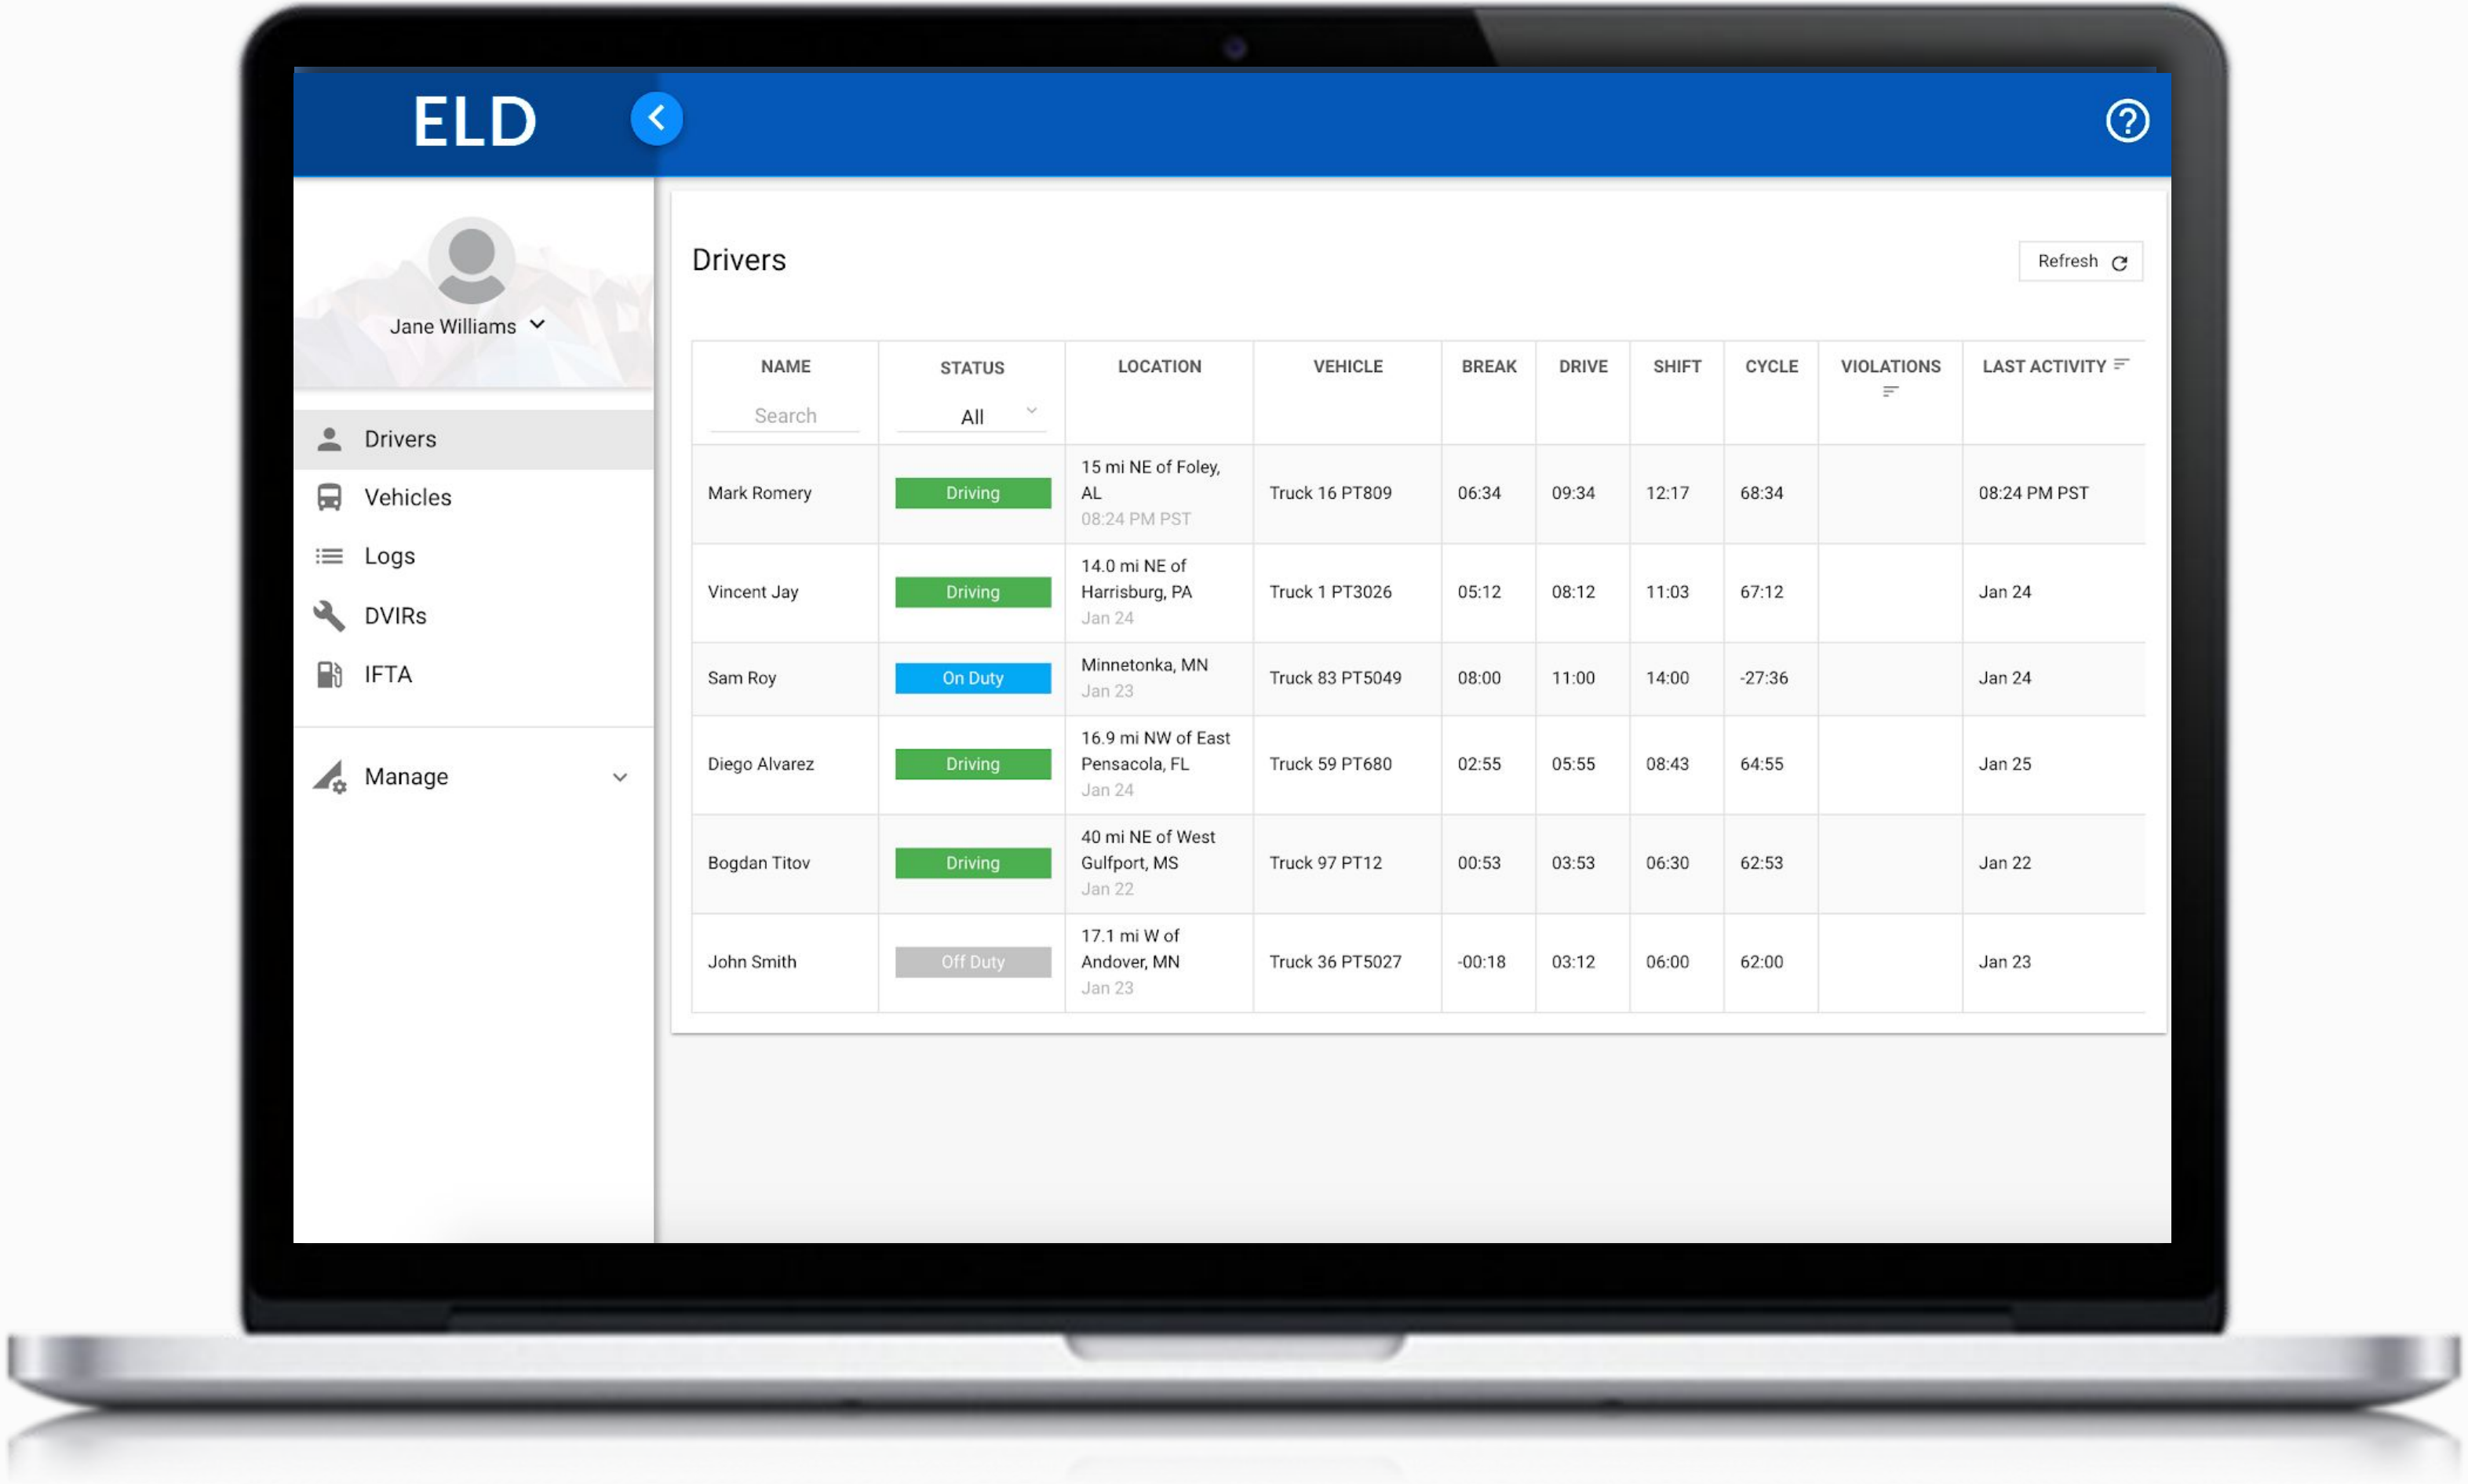 ELD
Jane Williams
Drivers
Vehicles
Logs
DVIRs
IFTA
Manage
Drivers
Refresh
NAME STATUS LOCATION VEHICLE BREAK DRIVE SHIFT CYCLE VIOLATIONS LAST ACTIVITY
Search All
15 mi NE of Foley,
Mark Romery Driving AL Truck 16 PT809 06:34 09:34 12:17 68:34 08:24 PM PST
08:24 PM PST
14.0 mi NE of
Vincent Jay Driving Harrisburg, PA Truck 1 PT3026 05:12 08:12 11:03 67:12 Jan 24
Jan 24
Minnetonka, MN
Sam Roy On Duty Truck 83 PT5049 08:00 11:00 14:00 -27:36 Jan 24
Jan 23
16.9 mi NW of East
Diego Alvarez Driving Pensacola, FL Truck 59 PT680 02:55 05:55 08:43 64:55 Jan 25
Jan 24
40 mi NE of West
Bogdan Titov Driving Gulfport, MS Truck 97 PT12 00:53 03:53 06:30 62:53 Jan 22
Jan 22
17.1 mi W of
John Smith Off Duty Andover, MN Truck 36 PT5027 -00:18 03:12 06:00 62:00 Jan 23
Jan 23